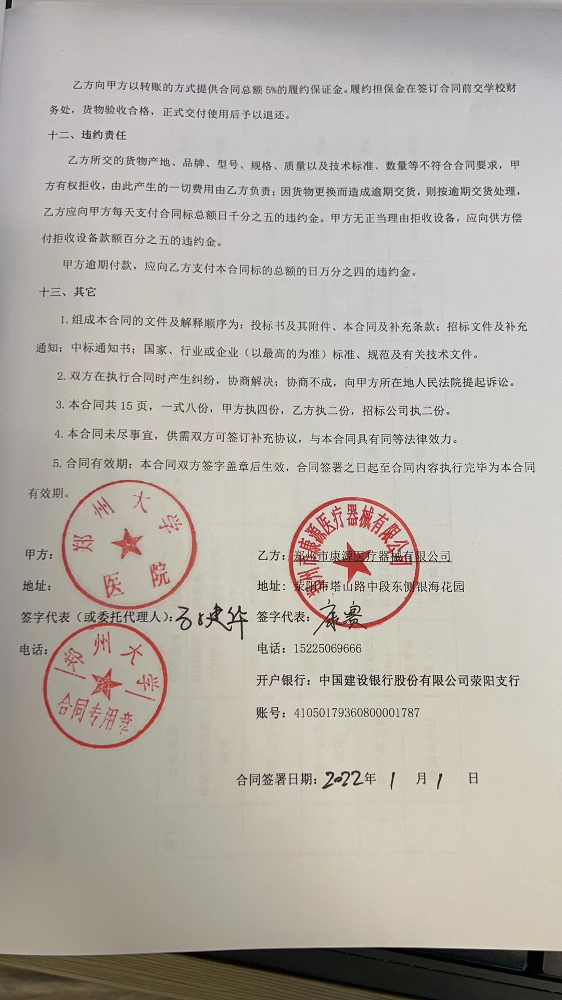 乙方向甲方以转账的方式提供合同总额 5%的履约保证金。履约担保金在签订合同前交学校财
务处，货物验收合格，正式交付使用后予以退还。
十二、违约责任
乙方所交的货物产地、品牌、型号、规格、质量以及技术标准、数量等不符合合同要求，甲
方有权拒收，由此产生的一切费用由乙方负责；因货物更换而造成逾期交货，则按逾期交货处理，
乙方应向甲方每天支付合同标总额日千分之五的违约金。甲方无正当理由拒收设备，应向供方偿
付拒收设备款额百分之五的违约金。
甲方逾期付款，应向乙方支付本合同标的总额的日万分之四的违约金。
十三、其它
1. 组成本合同的文件及解释顺序为：投标书及其附件、本合同及补充条款；招标文件及补充
通知；中标通知书；国家、行业或企业（以最高的为准）标准、规范及有关技术文件。
2. 双方在执行合同时产生纠纷，协商解决；协商不成，向甲方所在地人民法院提起诉讼。
3. 本合同共 15 页，一式八份，甲方执四份，乙方执二份，招标公司执二份。
4. 本合同未尽事宜，供需双方可签订补充协议，与本合同具有同等法律效力。
5. 合同有效期：本合同双方签字盖章后生效，合同签署之日起至合同内容执行完毕为本合同
有效期。
郑州大学
医院
郑州市康源医疗器械有限公司
甲方：
乙方：郑州市康源医疗器械有限公司
地址：
地址：荥阳市塔山路中段东侧银海花园
签字代表（或委托代理人）：建华
签字代表：康赛
电话：
电话：15225069666
郑州大学
合同专用章
开户银行：中国建设银行股份有限公司荥阳支行
账号：41050179360800001787
合同签署日期：2022年 1 月 1 日